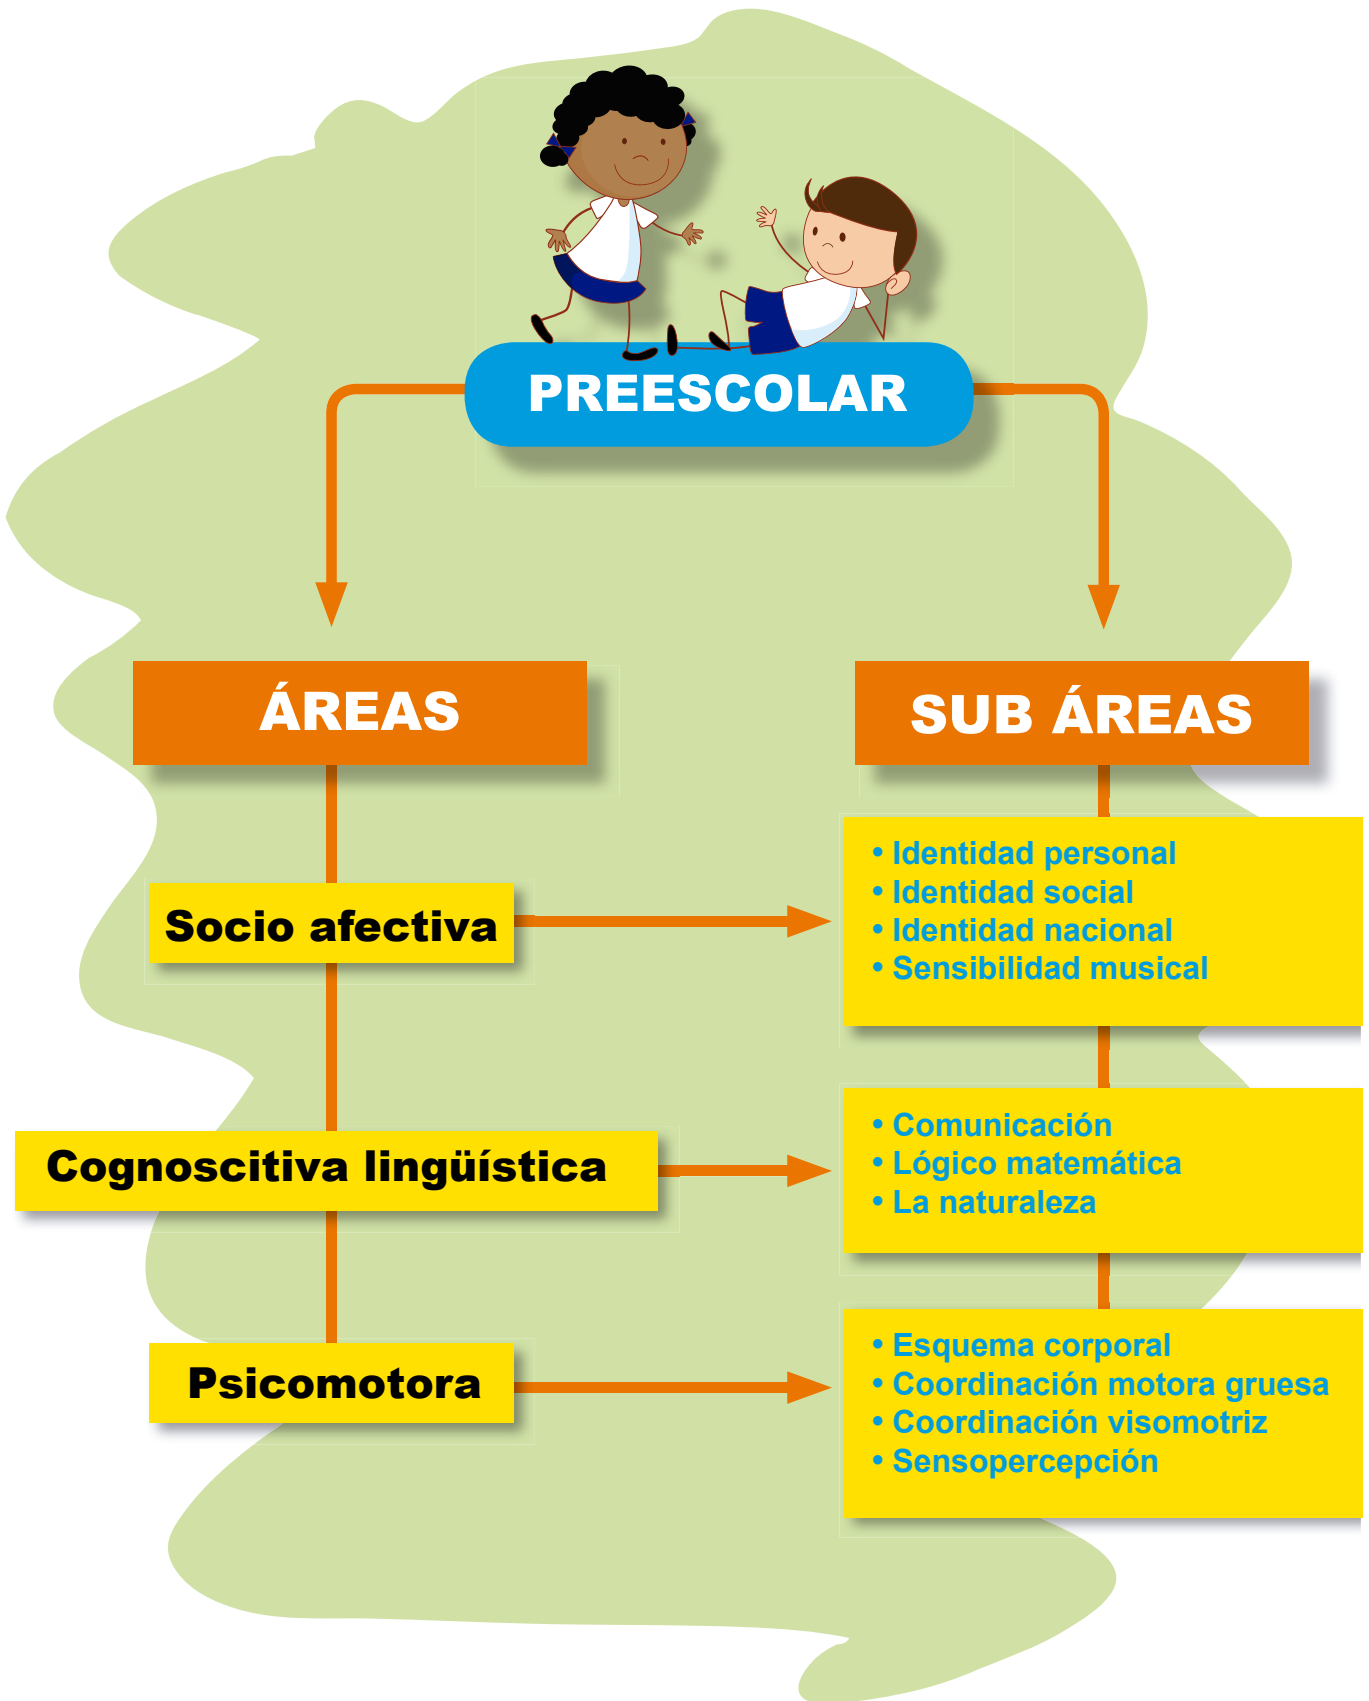 PREESCOLAR
ÁREAS
SUB ÁREAS
Socio afectiva
• Identidad personal
• Identidad social
• Identidad nacional
• Sensibilidad musical
Cognoscitiva lingüística
• Comunicación
• Lógico matemática
• La naturaleza
Psicomotora
• Esquema corporal
• Coordinación motora gruesa
• Coordinación visomotriz
• Sensopercepción